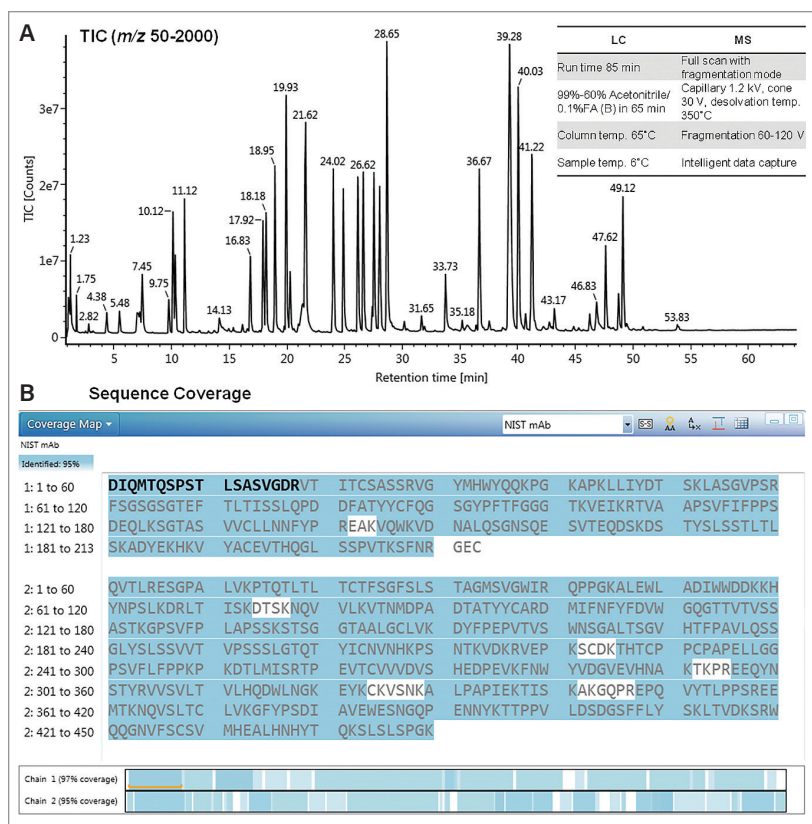 A
TIC (m/z 50-2000)
TIC [Counts]
3e7
2e7
1e7
0
1.23
1.75
2.82
4.38
5.48
7.45
9.75
10.12
11.12
14.13
16.83
17.92
18.18
18.95
19.93
21.62
24.02
26.62
28.65
31.65
33.73
35.18
36.67
39.28
40.03
41.22
43.17
46.83
47.62
49.12
53.83
5 10 15 20 25 30 35 40 45 50 55 60
Retention time [min]
LC MS
Run time 85 min Full scan with
fragmentation mode
99%-60% Acetonitrile/ Capillary 1.2 kV, cone
0.1%FA (B) in 65 min 30 V, desolvation temp.
350°C
Column temp. 65°C Fragmentation 60-120 V
Sample temp. 6°C Intelligent data capture
B Sequence Coverage
Coverage Map NIST mAb S-S AA A x
NIST mAb
Identified: 95%
1: 1 to 60 DIQMTQSPST LSASVGDRVT ITCSASSRVG YMHWYQQKPG KAPKLLIYDT SKLASGVPSR
1: 61 to 120 FSGSGSGTEF TLTISSLQPD DFATYYCFQG SGYPFTFGGG TKVEIKRTVA APSVFIFPPS
1: 121 to 180 DEQLKSGTAS VVCLLNNFYP REAKVQWKVD NALQSGNSQE SVTEQDSKDS TYSLSSTLTL
1: 181 to 213 SKADYEKHKV YACEVTHQGL SSPVTKSFNR GEC
2: 1 to 60 QVTLRESGPA LVKPTQTLTL TCTFSGFSLS TAGMSVGWIR QPPGKALEWL ADIWWDDKKH
2: 61 to 120 YNPSLKDRLT ISKDTSKNQV VLKVTNMDPA DTATYYCARD MIFNFYFDVW GQGTTVTVSS
2: 121 to 180 ASTKGPSVFP LAPSSKSTSG GTAALGCLVK DYFPEPVTVS WNSGALTSGV HTFPAVLQSS
2: 181 to 240 GLYSLSSVVT VPSSSLGTQT YICNVNHKPS NTKVDKRVEP KSCDKTHTCP PCPAPELLGG
2: 241 to 300 PSVFLFPPKP KDTLMISRTP EVTCVVVDVS HEDPEVKFNW YVDGVEVHNA KTKPREEQYN
2: 301 to 360 STYRVVSVLT VLHQDWLNGK EYKCKVSNKA LPAPIEKTIS KAKGQPREPQ VYTLPPSREE
2: 361 to 420 MTKNQVSLTC LVKGFYPSDI AVEWESNGQP ENNYKTTPPV LDSDGSFFLY SKLTVDKSRW
2: 421 to 450 QQGNVFSCSV MHEALHNHYT QKSLSLSPGK
Chain 1 (97% coverage)
Chain 2 (95% coverage)